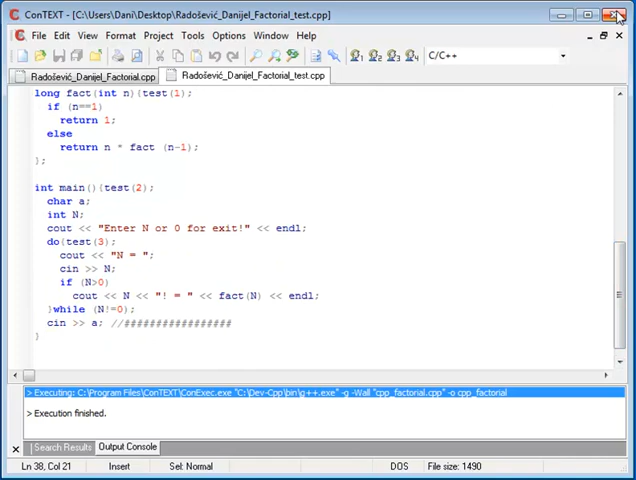 ConTEXT - [C:\Users\Dani\Desktop\Radošević_Danijel_Factorial_test.cpp]
File Edit View Format Project Tools Options Window Help
C/C++
Radošević_Danijel_Factorial.cpp Radošević_Danijel_Factorial_test.cpp
long fact(int n){test(1);
if (n==1)
return 1;
else
return n * fact (n-1);
};
int main(){test(2);
char a;
int N;
cout << "Enter N or 0 for exit!" << endl;
do{test(3);
cout << "N = ";
cin >> N;
if (N>0)
cout << N << "! = " << fact(N) << endl;
}while (N!=0);
cin >> a; //#################
}
> Executing: C:\Program Files\ConTEXT\ConExec.exe "C:\Dev-Cpp\bin\g++.exe" -g -Wall "cpp_factorial.cpp" -o cpp_factorial
> Execution finished.
Search Results Output Console
Ln 38, Col 21 Insert Sel: Normal DOS File size: 1490